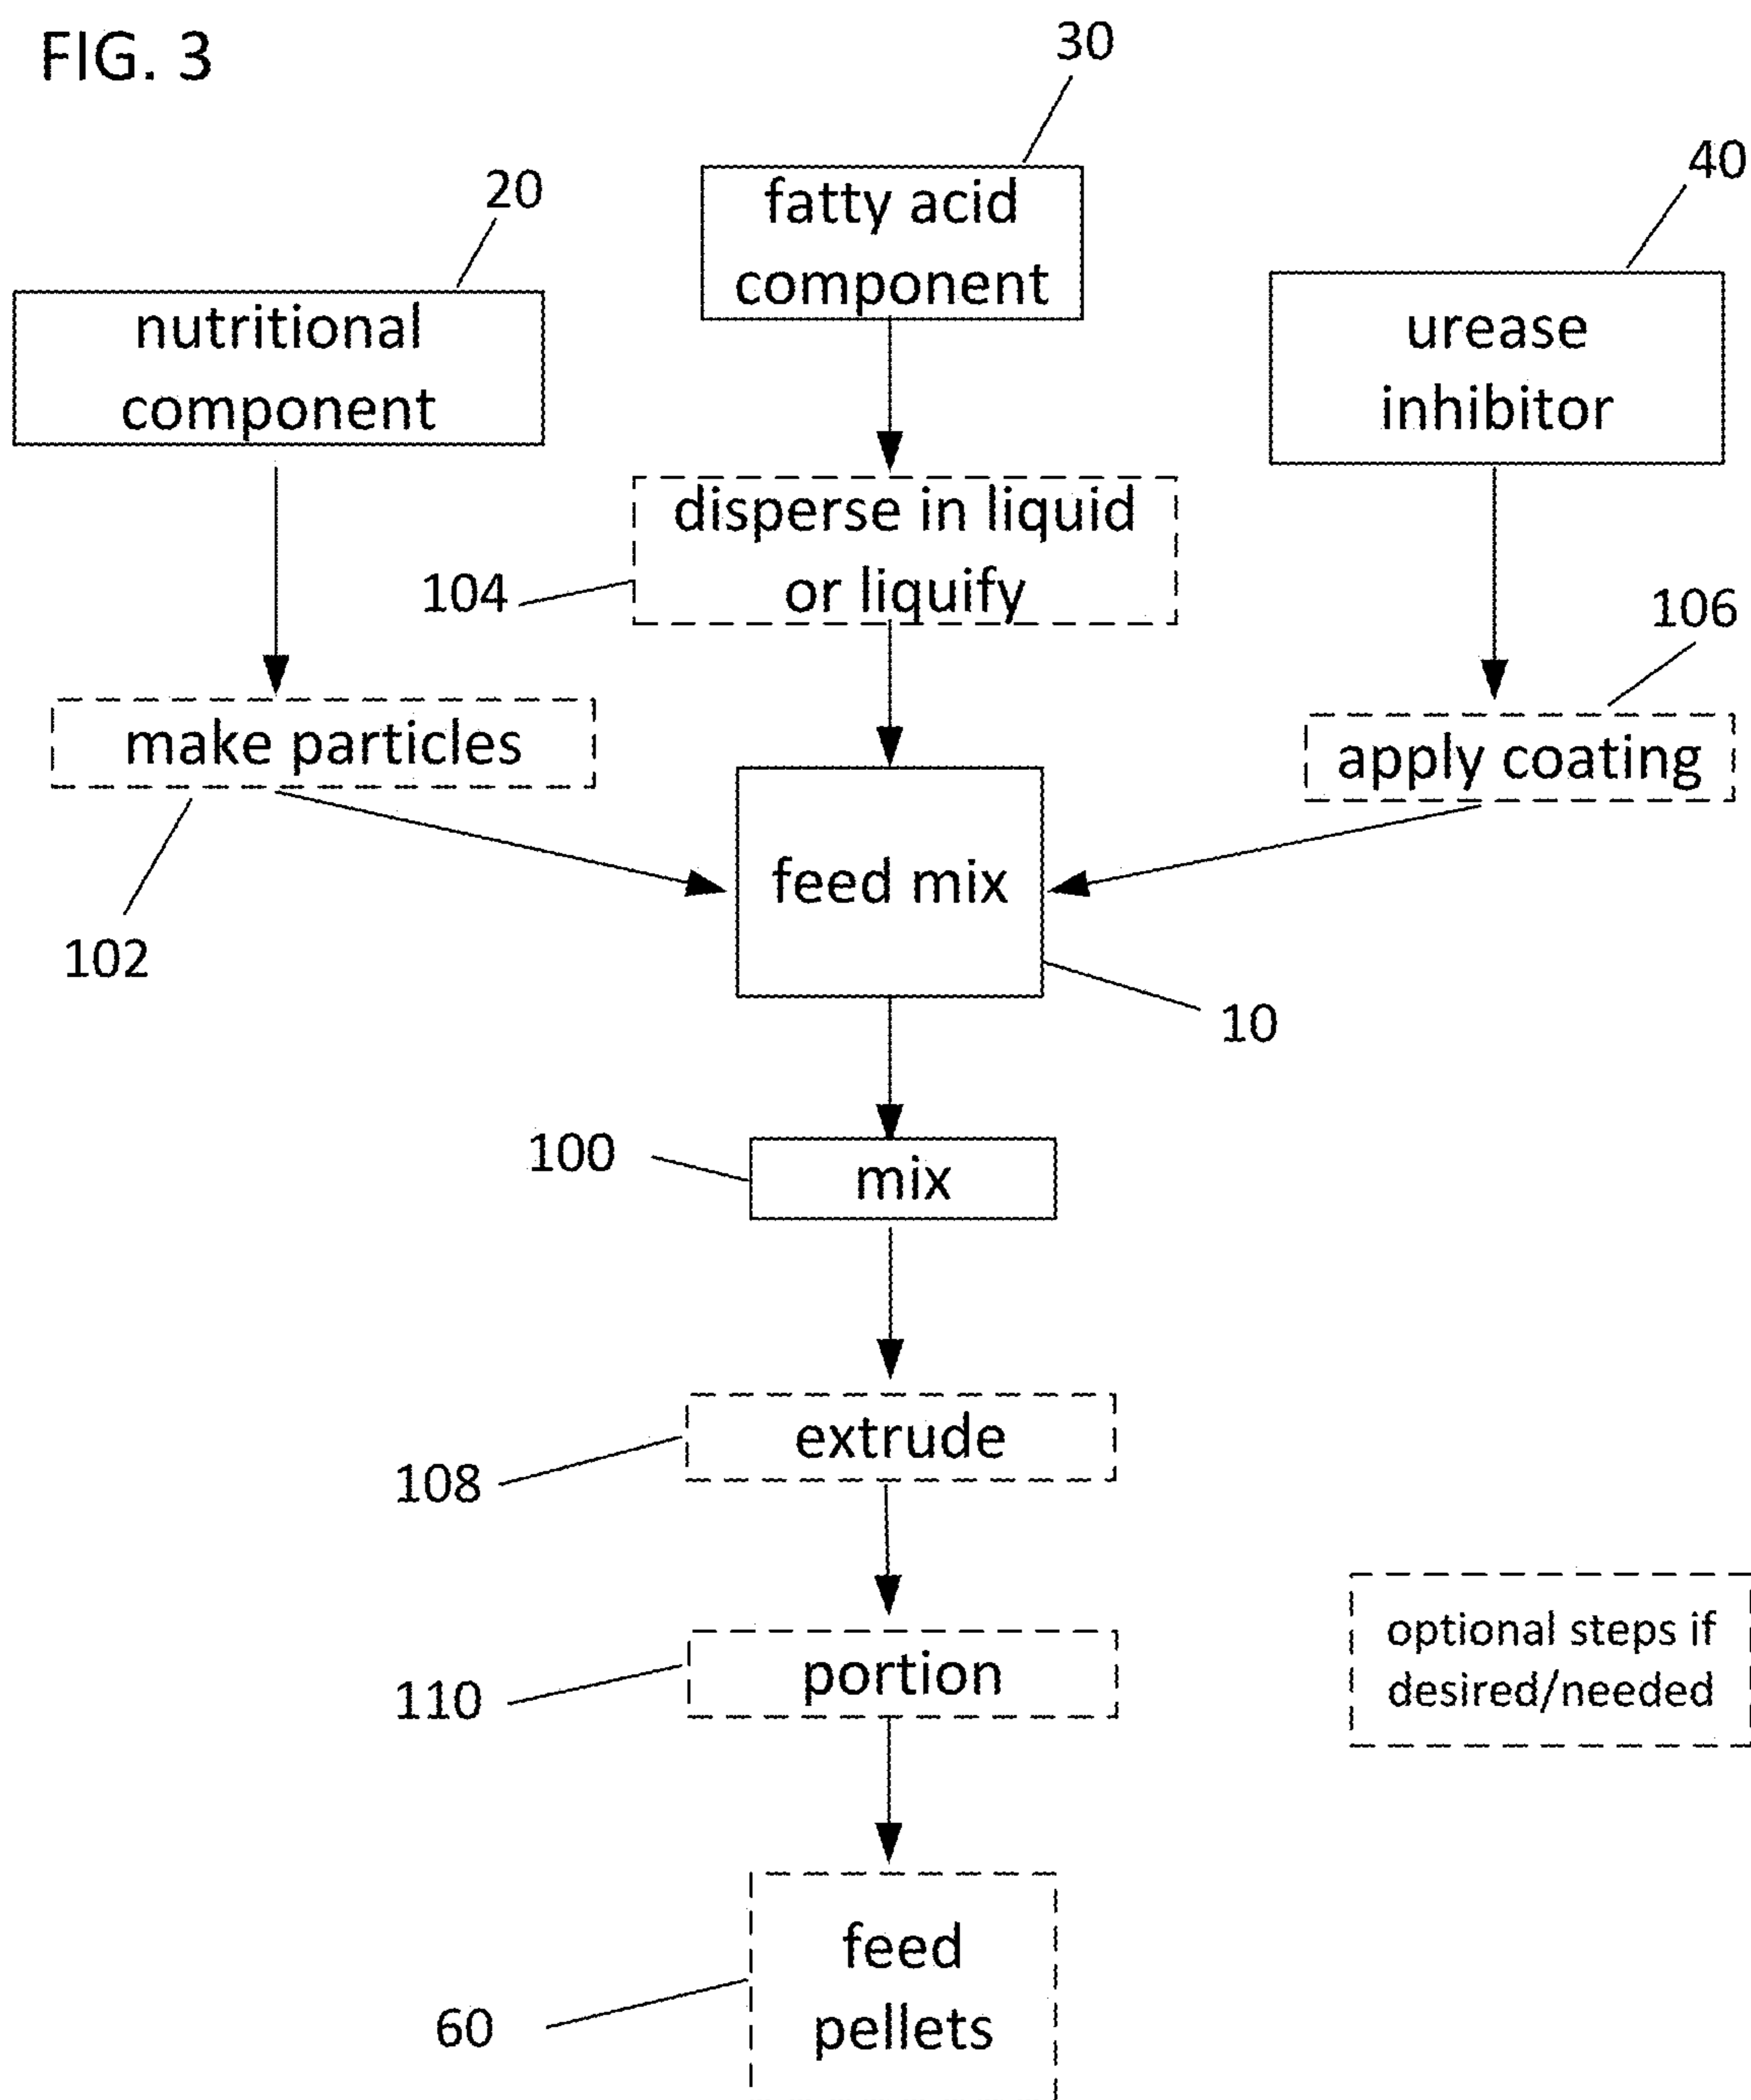 FIG. 3
30
40
20
fatty acid
component
nutritional
component
urease
inhibitor
disperse in liquid
or liquify
104
106
make particles
apply coating
102
feed mix
10
100
mix
extrude
108
portion
110
optional steps if
desired/needed
feed
pellets
60